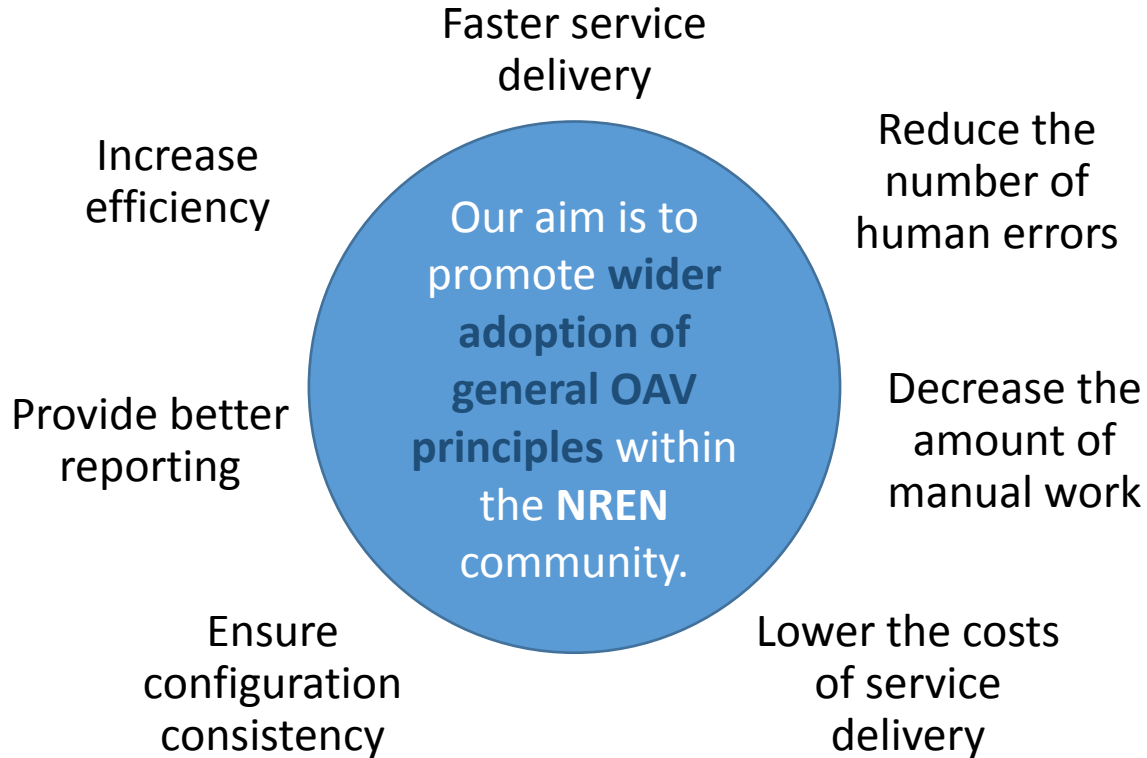 Faster service
delivery
Reduce the
number of
human errors
Decrease the
amount of
manual work
Lower the costs
of service
delivery
Ensure
configuration
consistency
Provide better
reporting
Increase
efficiency
Our aim is to
promote wider
adoption of
general OAV
principles within
the NREN
community.